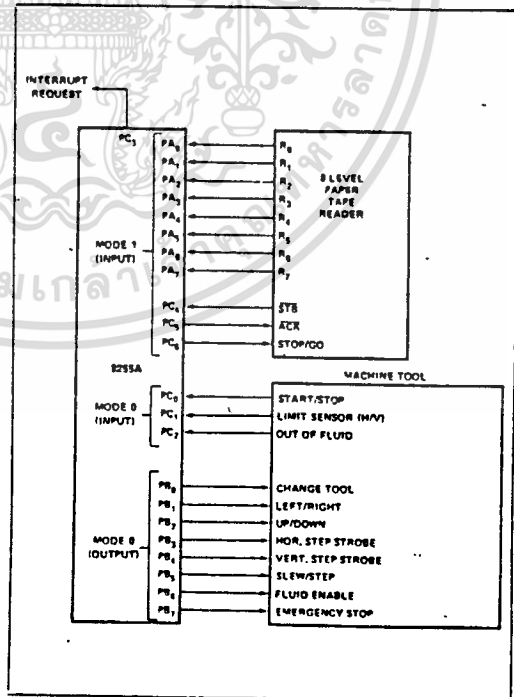 INTERRUPT
REQUEST
PC3
MODE 1
(INPUT)
PA0
PA1
PA2
PA3
PA4
PA5
PA6
PA7
PC4
PC5
PC6
R0
R1
R2
R3
R4
R5
R6
R7
8 LEVEL
PAPER
TAPE
READER
STB
ACK
STOP/GO
8255A
MACHINE TOOL
MODE 0
(INPUT)
PC0
PC1
PC2
START/STOP
LIMIT SENSOR (H/V)
OUT OF FLUID
MODE 0
(OUTPUT)
PB0
PB1
PB2
PB3
PB4
PB5
PB6
PB7
CHANGE TOOL
LEFT/RIGHT
UP/DOWN
HOR. STEP STROBE
VERT. STEP STROBE
SLEW/STEP
FLUID ENABLE
EMERGENCY STOP